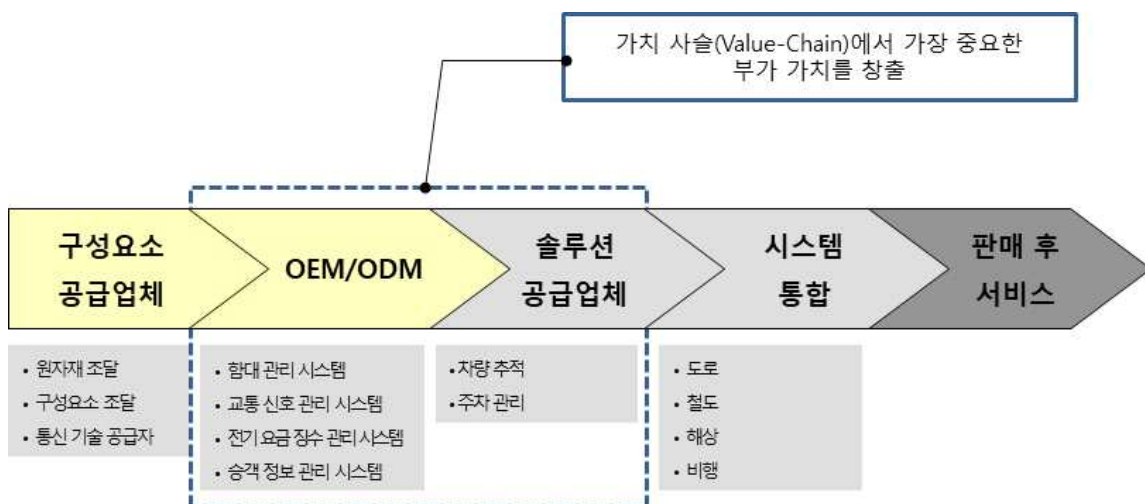 가치 사슬(Value-Chain)에서 가장 중요한
부가 가치를 창출
구성요소
공급업체
OEM/ODM
솔루션
공급업체
시스템
통합
판매 후
서비스
• 원자재 조달
• 구성요소 조달
• 통신 기술 공급자
• 함대 관리 시스템
• 교통 신호 관리 시스템
• 전기 요금 징수 관리 시스템
• 승객 정보 관리 시스템
• 차량 추적
• 주차 관리
• 도로
• 철도
• 해상
• 비행